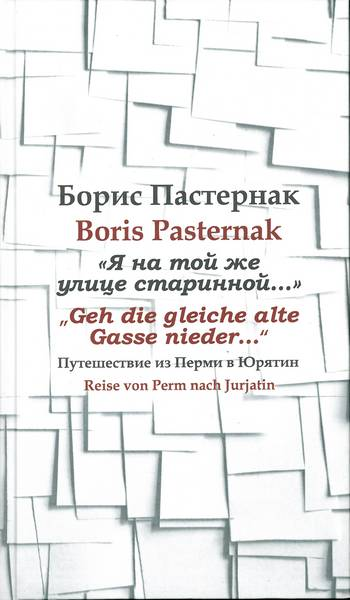 Борис Пастернак
Boris Pasternak
«Я на той же
улице старинной...»
„Geh die gleiche alte
Gasse nieder...“
Путешествие из Перми в Юрятин
Reise von Perm nach Jurjatin